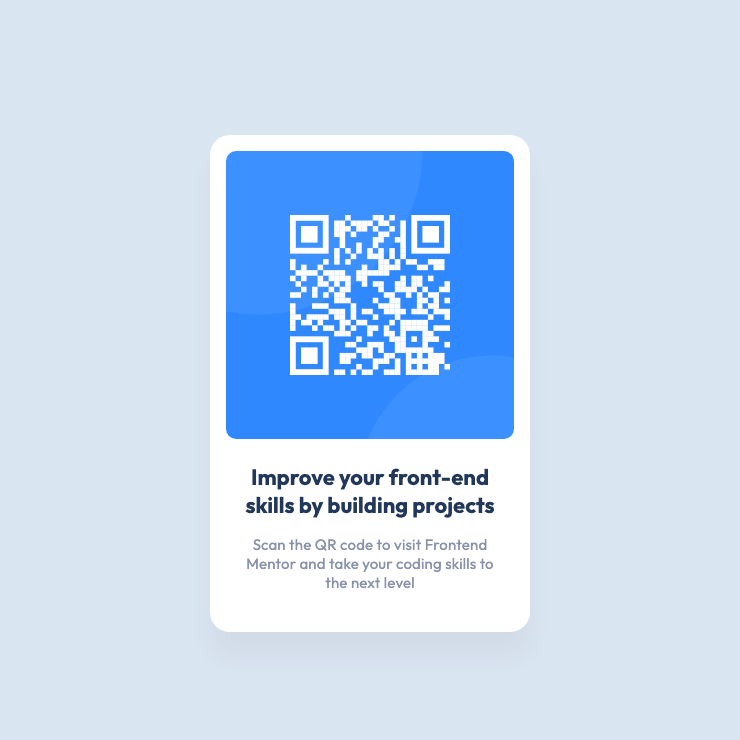 Improve your front-end
skills by building projects
Scan the QR code to visit Frontend
Mentor and take your coding skills to
the next level